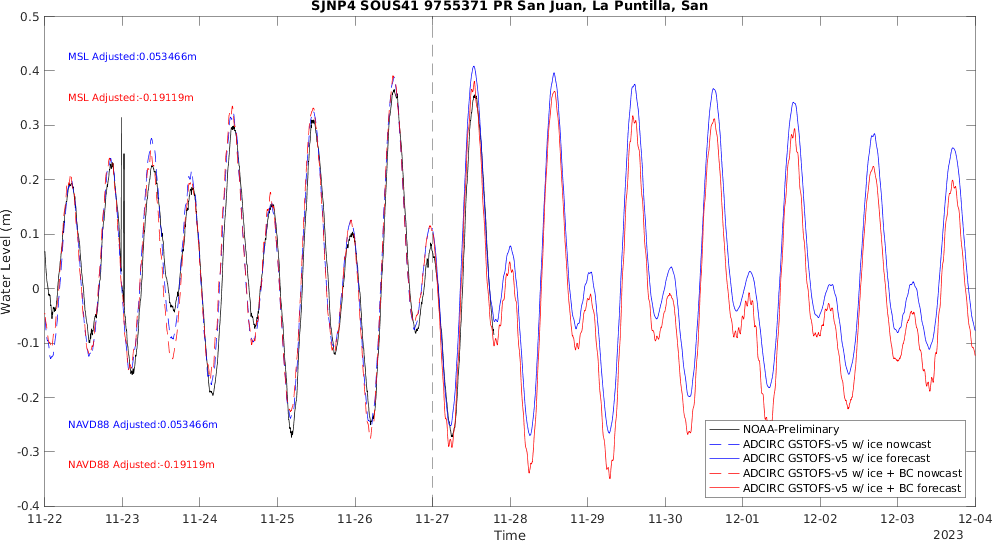 SJNP4 SOUS41 9755371 PR San Juan, La Puntilla, San
Water Level (m)
0.5
0.4
0.3
0.2
0.1
0
-0.1
-0.2
-0.3
-0.4
MSL Adjusted:0.053466m
MSL Adjusted:-0.19119m
NAVD88 Adjusted:0.053466m
NAVD88 Adjusted:-0.19119m
NOAA-Preliminary
ADCIRC GSTOFS-v5 w/ ice nowcast
ADCIRC GSTOFS-v5 w/ ice forecast
ADCIRC GSTOFS-v5 w/ ice + BC nowcast
ADCIRC GSTOFS-v5 w/ ice + BC forecast
11-22 11-23 11-24 11-25 11-26 11-27 11-28 11-29 11-30 12-01 12-02 12-03 12-04
Time
2023